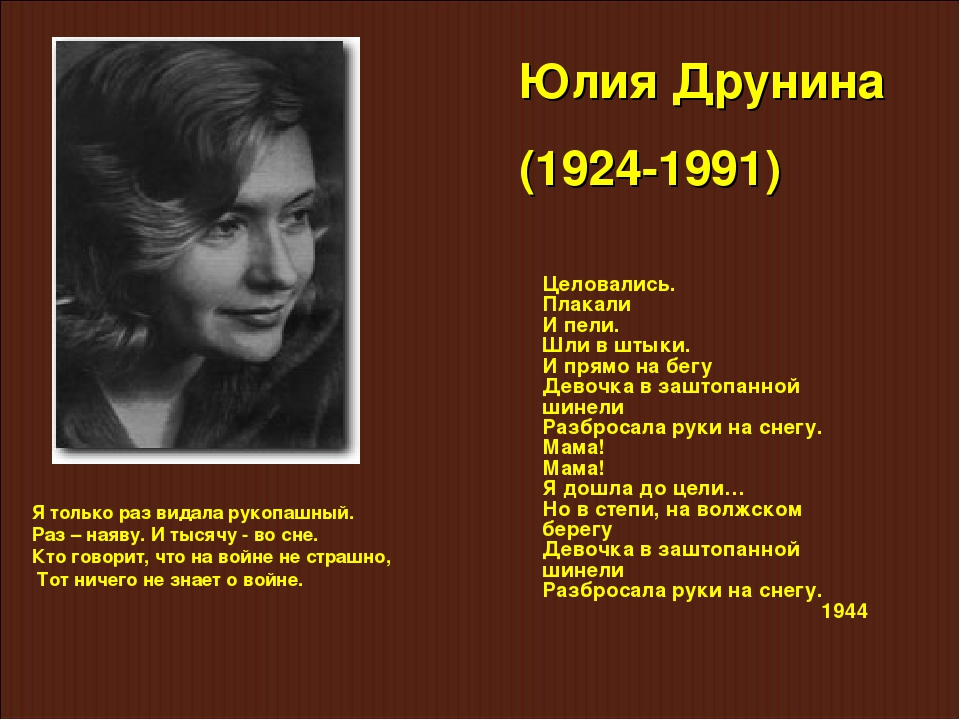 Юлия Друнина
(1924-1991)
Целовались.
Плакали
И пели.
Шли в штыки.
И прямо на бегу
Девочка в заштопанной
шинели
Разбросала руки на снегу.
Мама!
Мама!
Я дошла до цели…
Но в степи, на волжском
берегу
Девочка в заштопанной
шинели
Разбросала руки на снегу.
1944
Я только раз видала рукопашный.
Раз – наяву. И тысячу - во сне.
Кто говорит, что на войне не страшно,
Тот ничего не знает о войне.